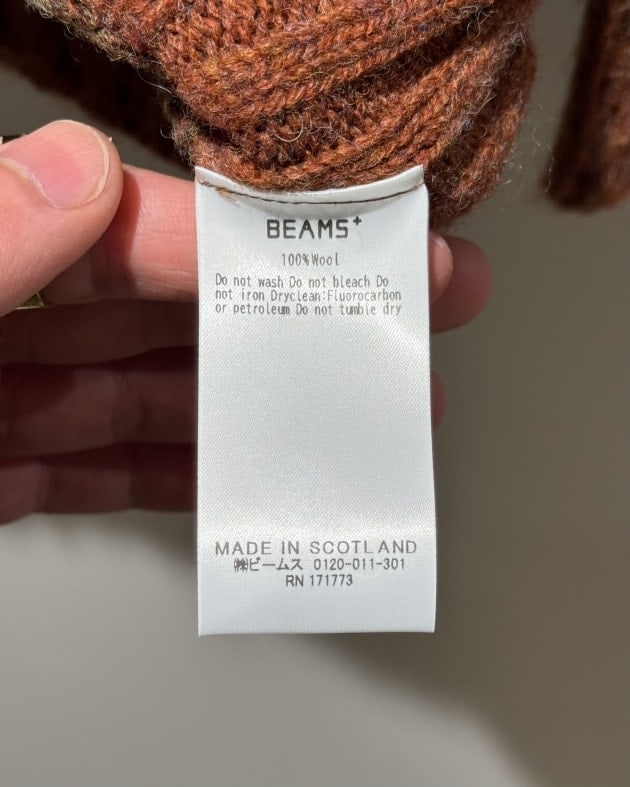 BEAMS+
100%Wool
Do not wash Do not bleach Do
not iron Dryclean:Fluorocarbon
or petroleum Do not tumble dry
MADE IN SCOTLAND
㈱ビームス 0120-011-301
RN 171773